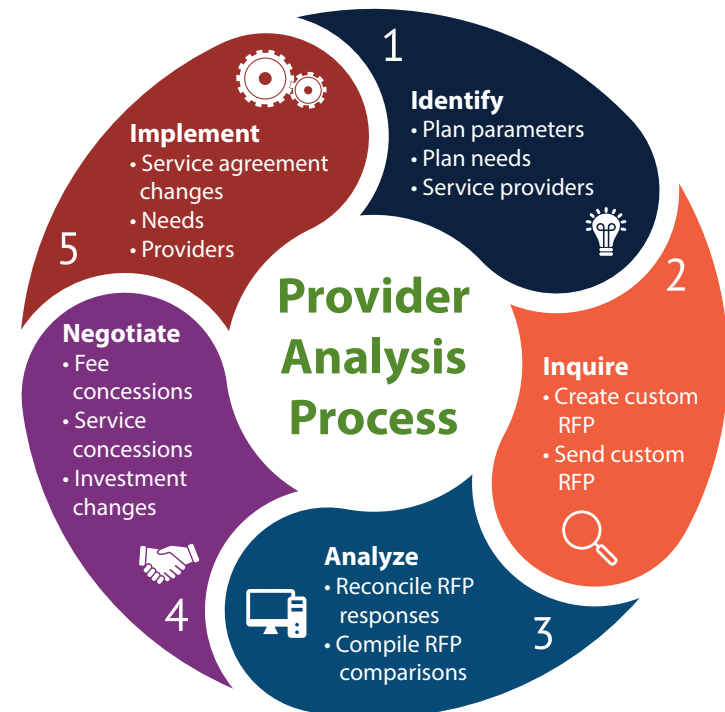 Provider
Analysis
Process
1
Identify
• Plan parameters
• Plan needs
• Service providers
2
Inquire
• Create custom
RFP
• Send custom
RFP
3
Analyze
• Reconcile RFP
responses
• Compile RFP
comparisons
4
Negotiate
• Fee
concessions
• Service
concessions
• Investment
changes
5
Implement
• Service agreement
changes
• Needs
• Providers